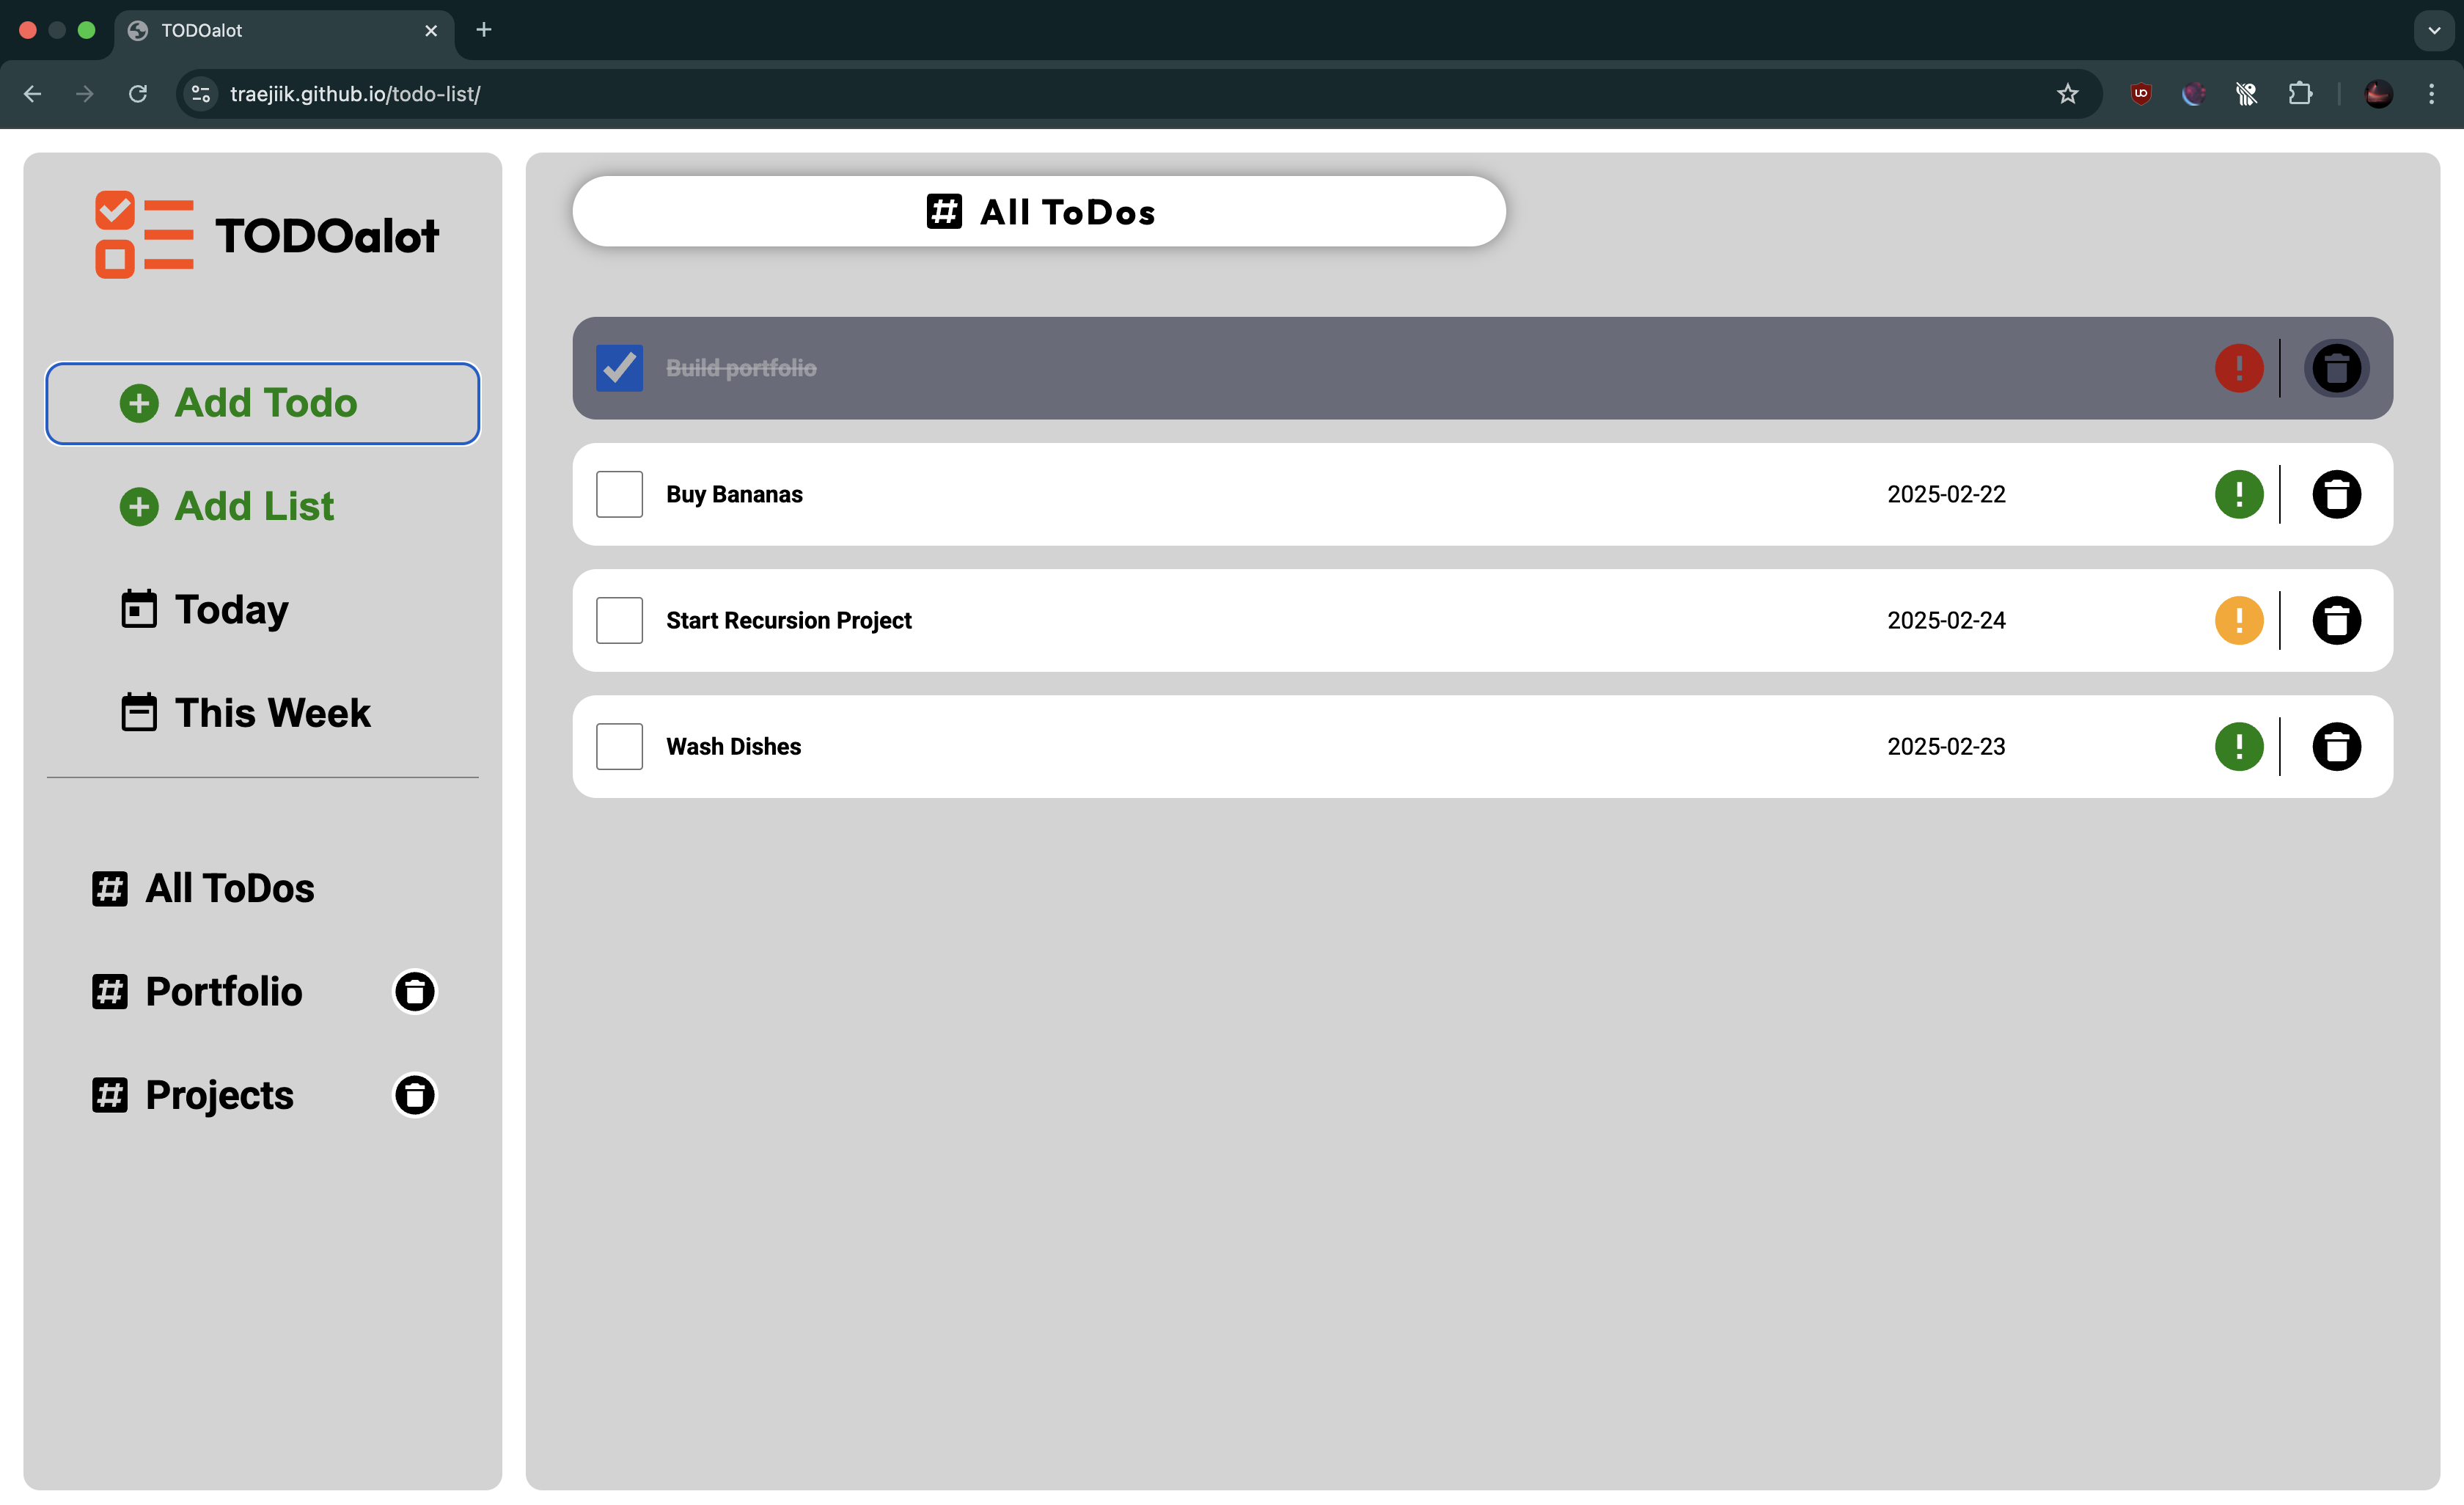 TODOalot
traejiik.github.io/todo-list/
TODOalot
Add Todo
Add List
Today
This Week
All ToDos
Portfolio
Projects
All ToDos
Build portfolio
Buy Bananas 2025-02-22
Start Recursion Project 2025-02-24
Wash Dishes 2025-02-23